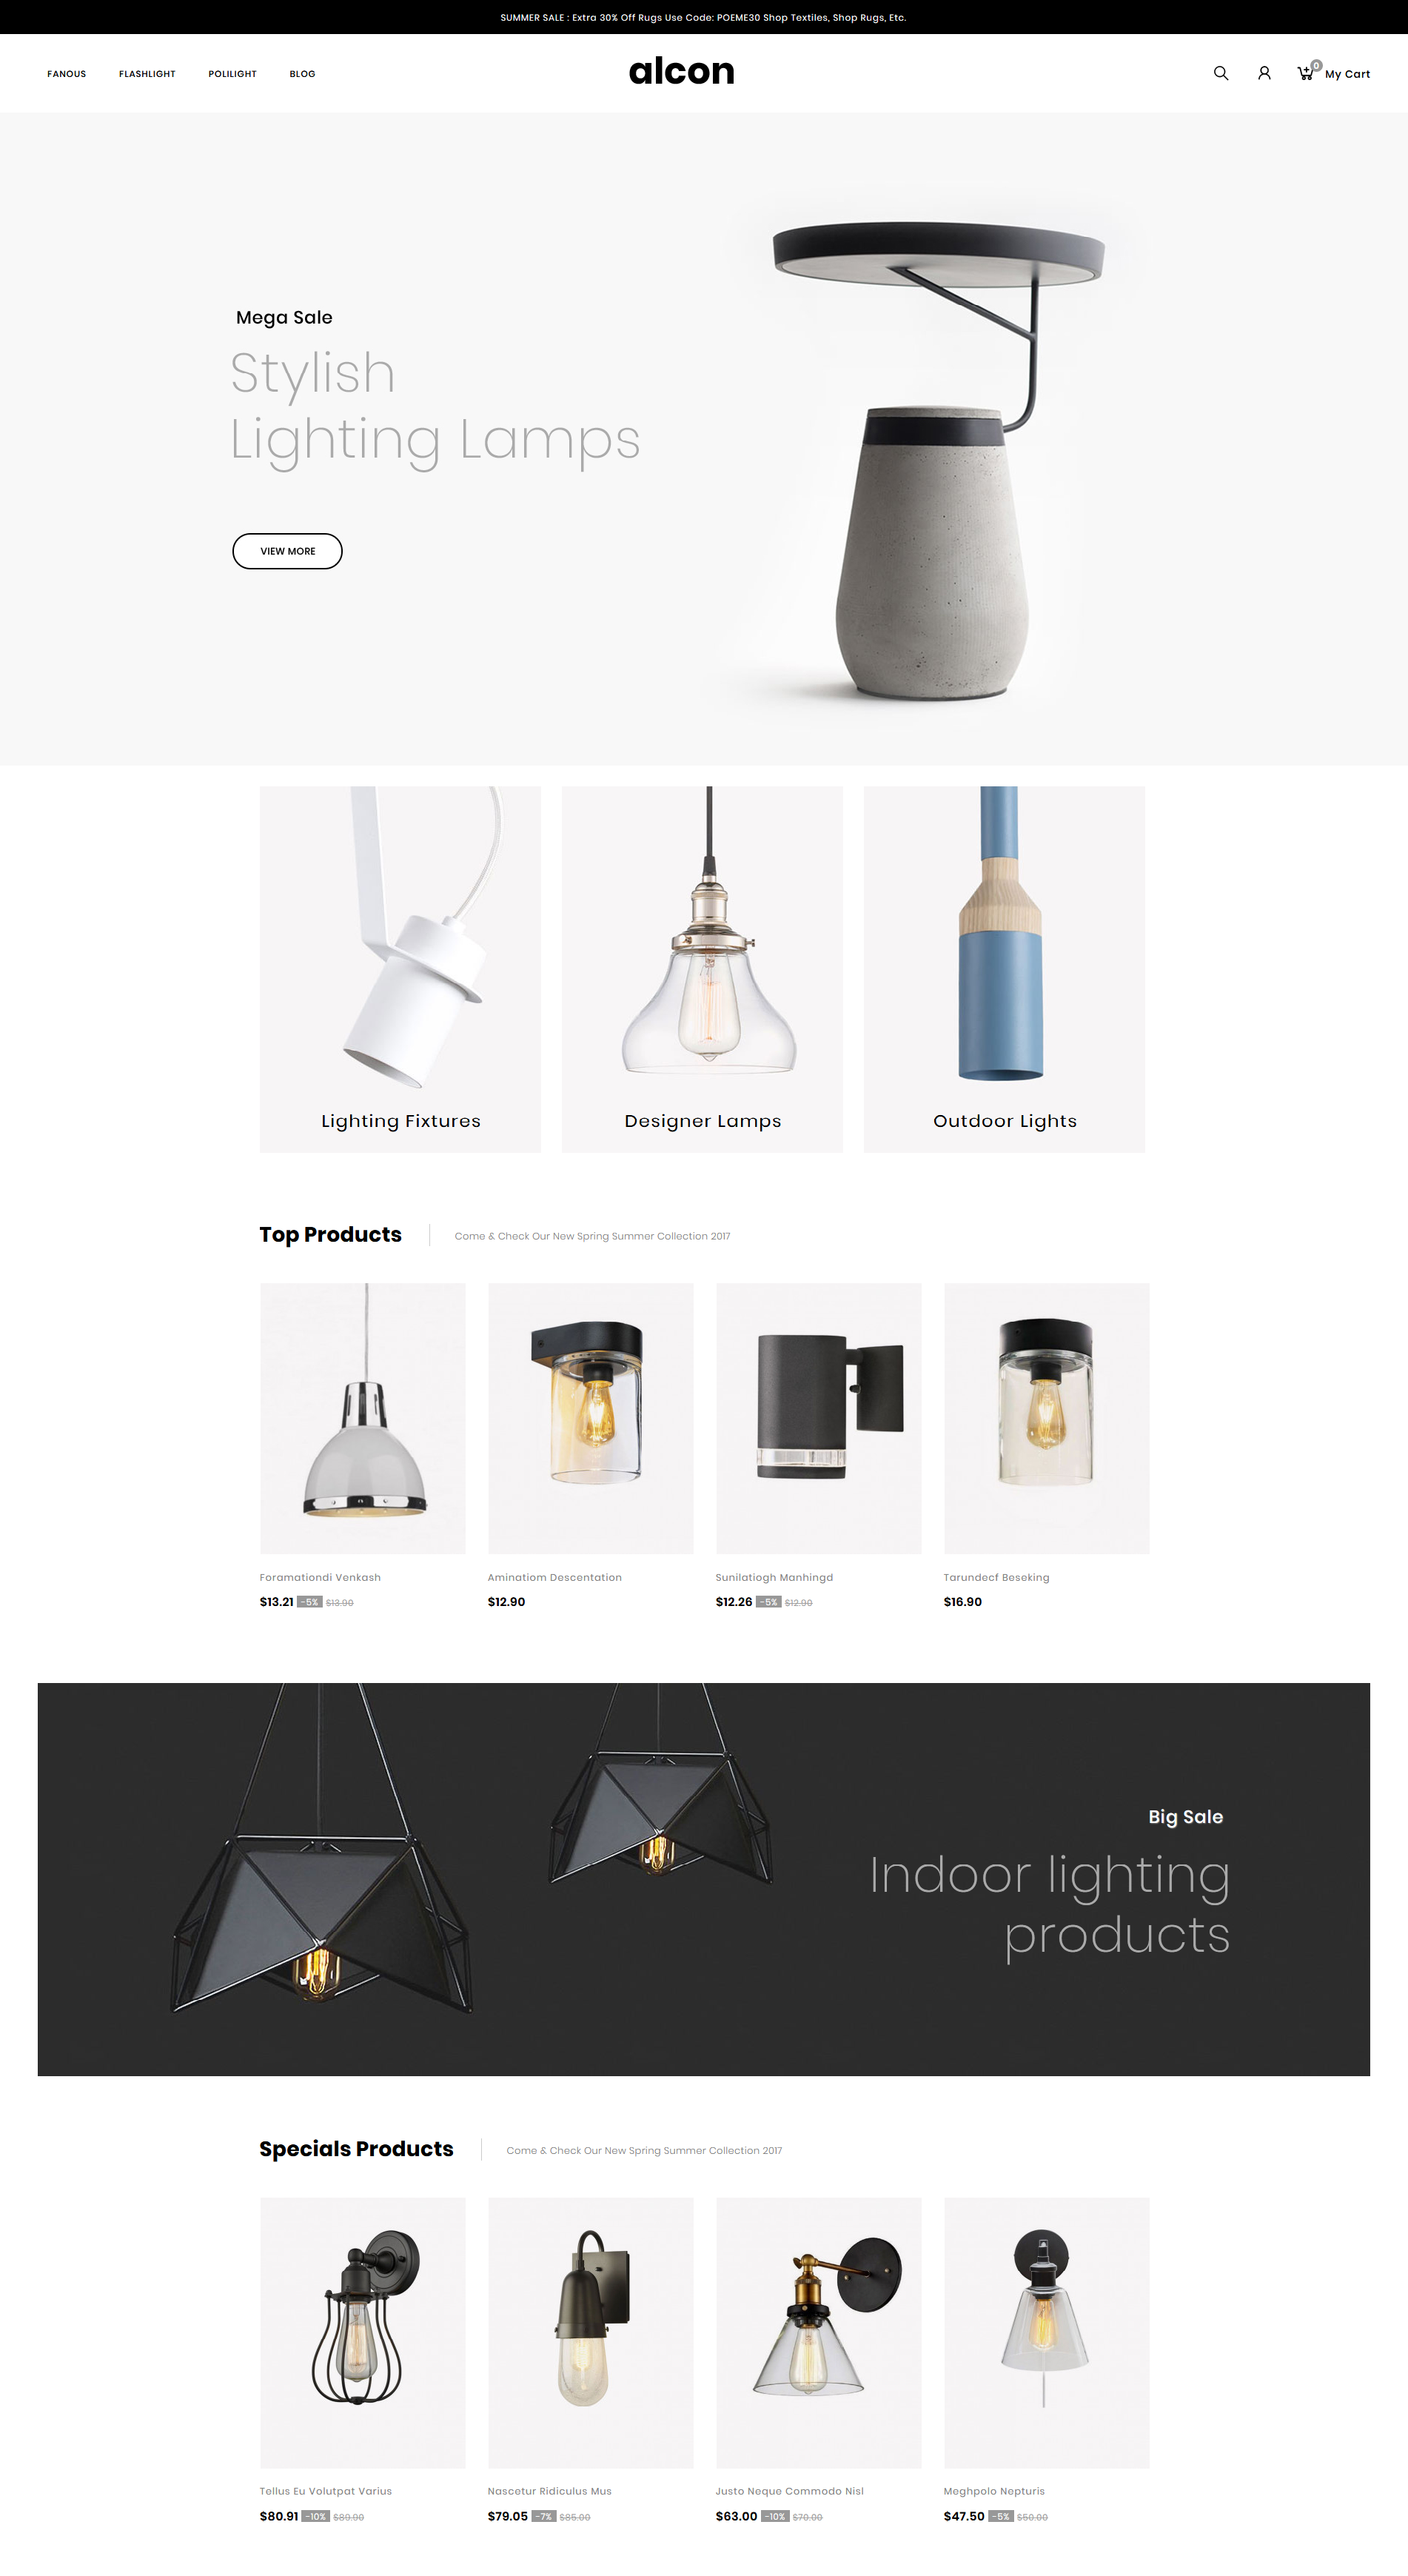 SUMMER SALE : Extra 30% Off Rugs Use Code: POEME30 Shop Textiles, Shop Rugs, Etc.
FANOUS FLASHLIGHT POLILIGHT BLOG
alcon
0 My Cart
Mega Sale
Stylish
Lighting Lamps
VIEW MORE
Lighting Fixtures
Designer Lamps
Outdoor Lights
Top Products
Come & Check Our New Spring Summer Collection 2017
Foramationdi Venkash
$13.21 -5% $13.90
Aminatiom Descentation
$12.90
Sunilatiogh Manhingd
$12.26 -5% $12.90
Tarundecf Beseking
$16.90
Big Sale
Indoor lighting
products
Specials Products
Come & Check Our New Spring Summer Collection 2017
Tellus Eu Volutpat Varius
$80.91 -10% $89.90
Nascetur Ridiculus Mus
$79.05 -7% $85.00
Justo Neque Commodo Nisl
$63.00 -10% $70.00
Meghpolo Nepturis
$47.50 -5% $50.00